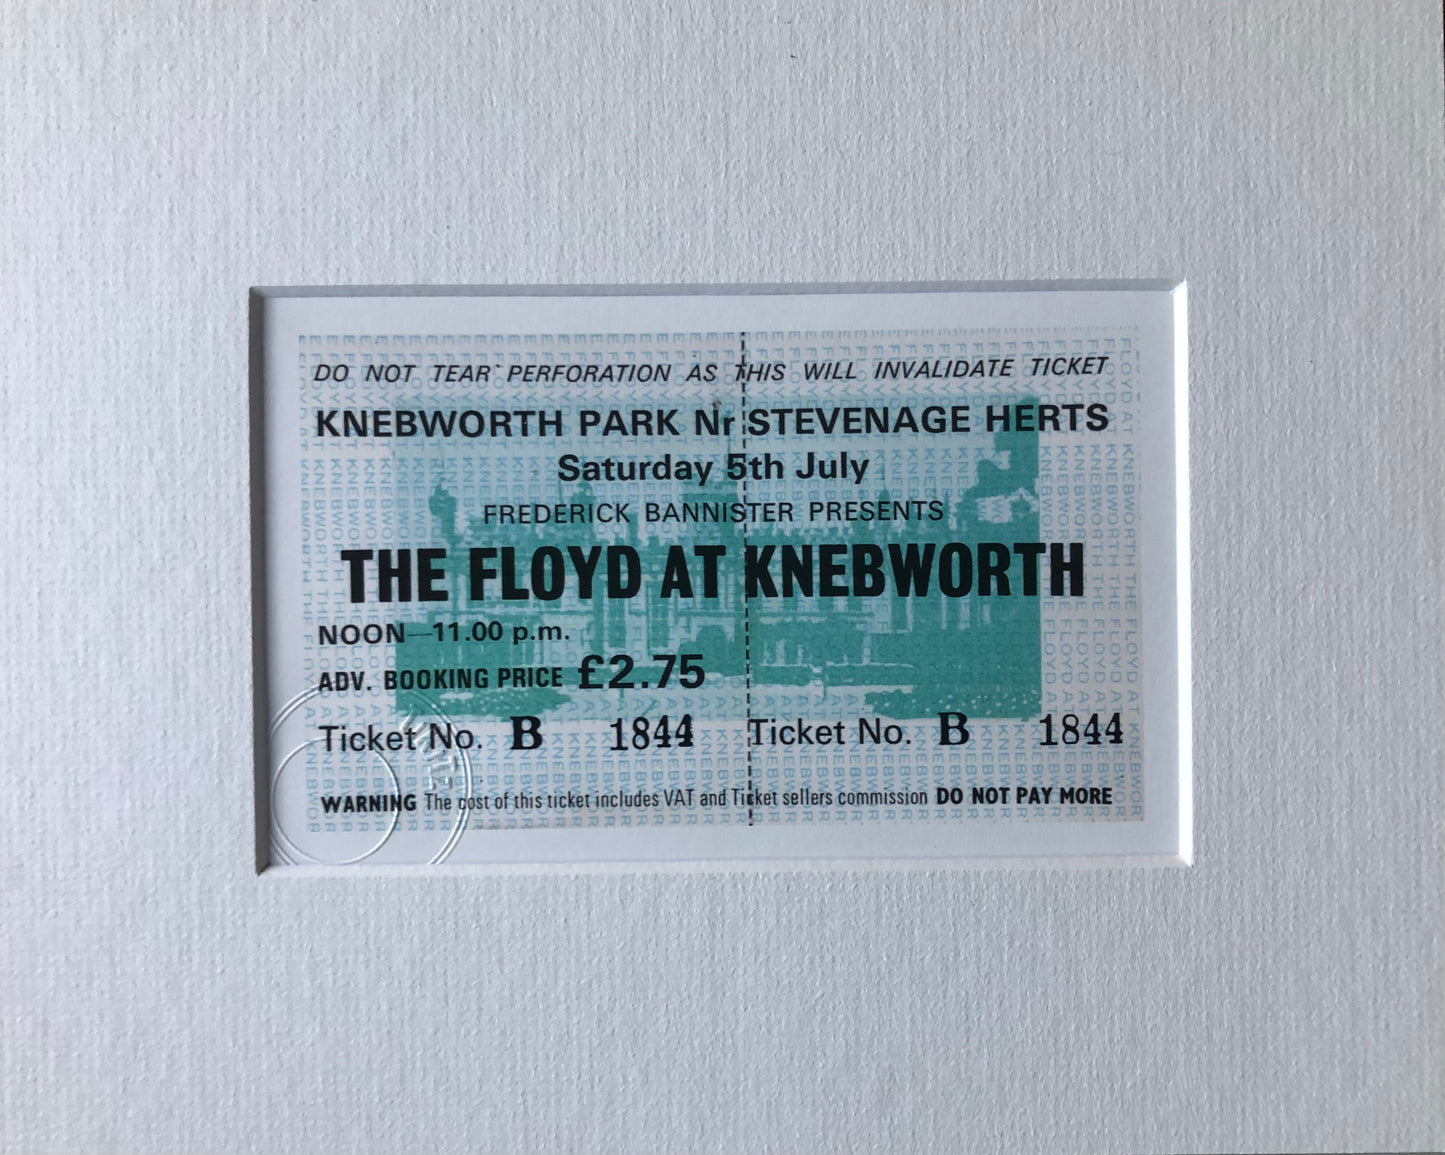 DO NOT TEAR PERFORATION AS THIS WILL INVALIDATE TICKET
KNEBWORTH PARK Nr STEVENAGE HERTS
Saturday 5th July
FREDERICK BANNISTER PRESENTS
THE FLOYD AT KNEBWORTH
NOON—11.00 p.m.
ADV. BOOKING PRICE £2.75
Ticket No. B 1844 Ticket No. B 1844
WARNING The cost of this ticket includes VAT and Ticket sellers commission DO NOT PAY MORE